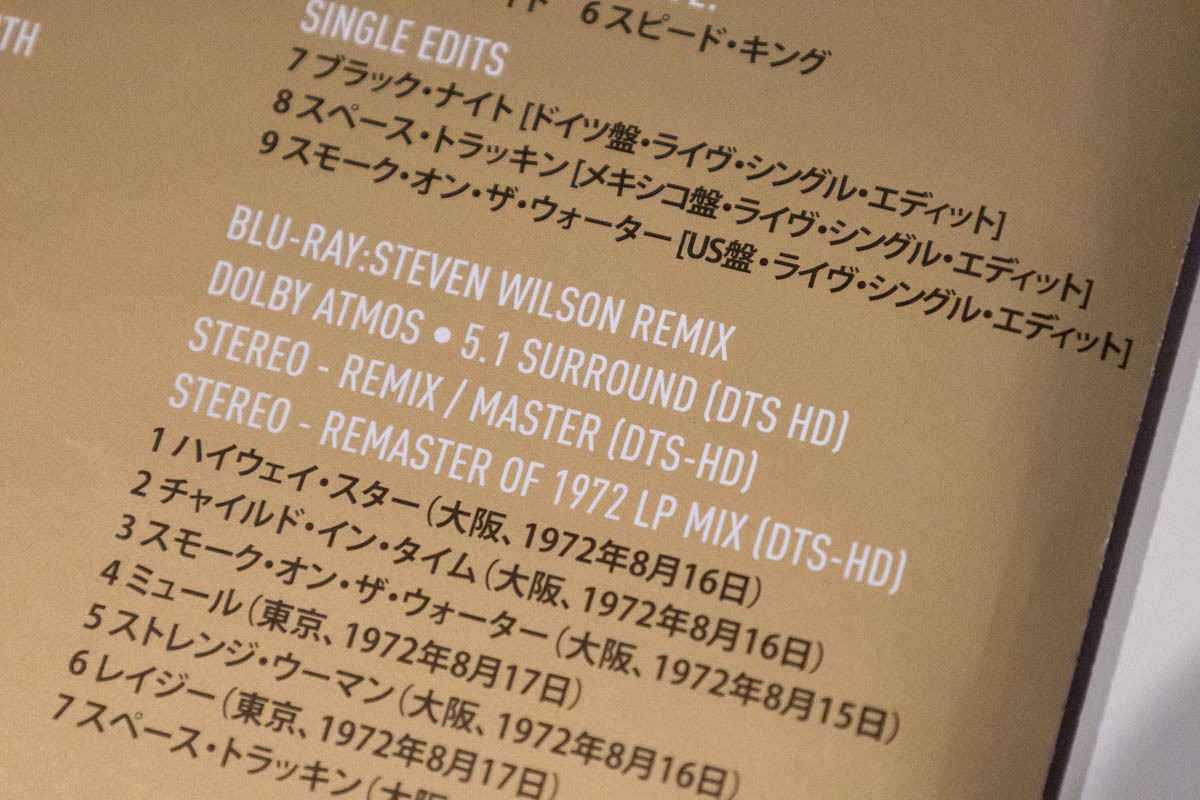 TH
6 スピード・キング
SINGLE EDITS
7 ブラック・ナイト [ドイツ盤・ライヴ・シングル・エディット]
8 スペース・トラッキン [メキシコ盤・ライヴ・シングル・エディット]
9 スモーク・オン・ザ・ウォーター [US盤・ライヴ・シングル・エディット]
BLU-RAY:STEVEN WILSON REMIX
DOLBY ATMOS • 5.1 SURROUND (DTS HD)
STEREO - REMIX / MASTER (DTS-HD)
STEREO - REMASTER OF 1972 LP MIX (DTS-HD)
1 ハイウェイ・スター（大阪、1972年8月16日）
2 チャイルド・イン・タイム（大阪、1972年8月16日）
3 スモーク・オン・ザ・ウォーター（大阪、1972年8月15日）
4 ミュール（東京、1972年8月17日）
5 ストレンジ・ウーマン（大阪、1972年8月16日）
6 レイジー（東京、1972年8月17日）
7 スペース・トラッキン（大阪